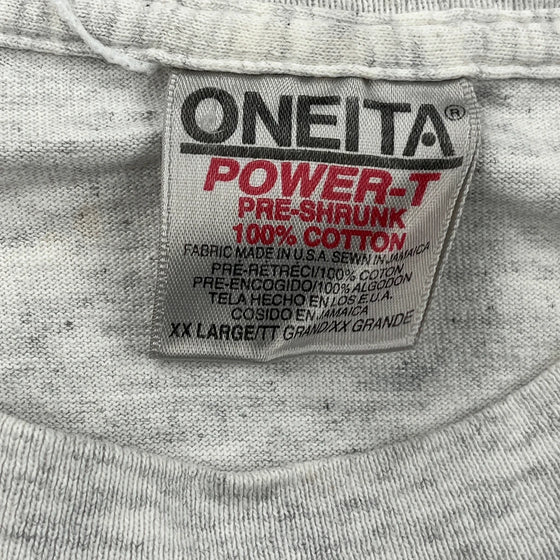 ONEITA®
POWER-T
PRE-SHRUNK
100% COTTON
FABRIC MADE IN U.S.A. SEWN IN JAMAICA
PRE-RETRECI/100% COTON
PRE-ENCOGIDO/100% ALGODON
TELA HECHO EN LOS E.U.A.
COSIDO EN JAMAICA
XX LARGE/TT GRAND/XX GRANDE